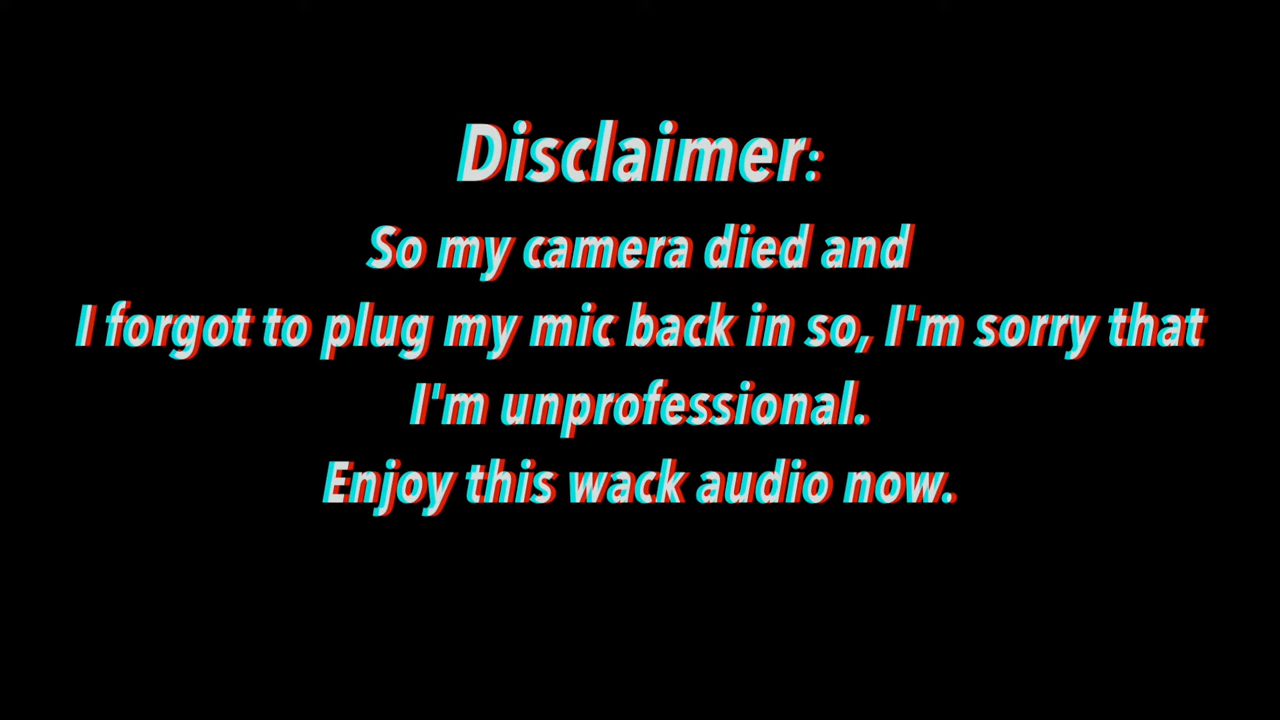 Disclaimer:
So my camera died and
I forgot to plug my mic back in so, I'm sorry that
I'm unprofessional.
Enjoy this wack audio now.